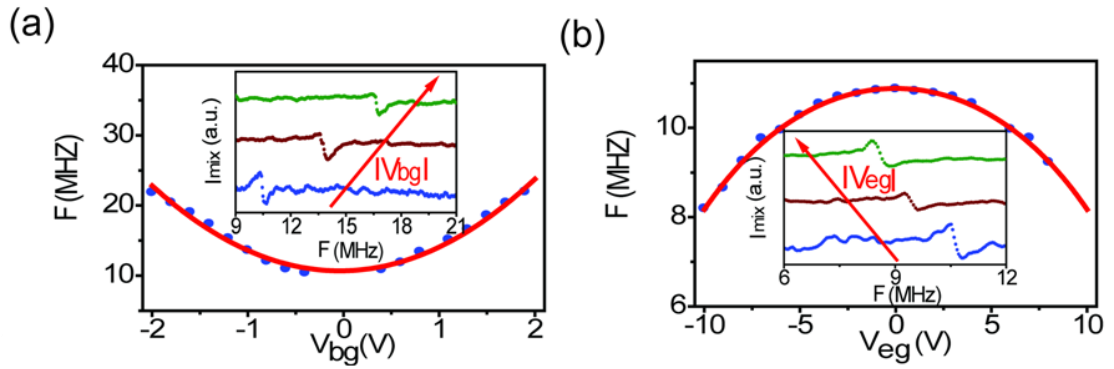 (a)
F (MHZ)
40
30
20
10
-2
-1
0
1
2
Vbg(V)
Imix (a.u.)
|Vbg|
9
12
15
18
21
F (MHz)
(b)
F (MHZ)
10
8
6
-10
-5
0
5
10
Veg (V)
Imix (a.u.)
|Veg|
6
9
12
F (MHz)